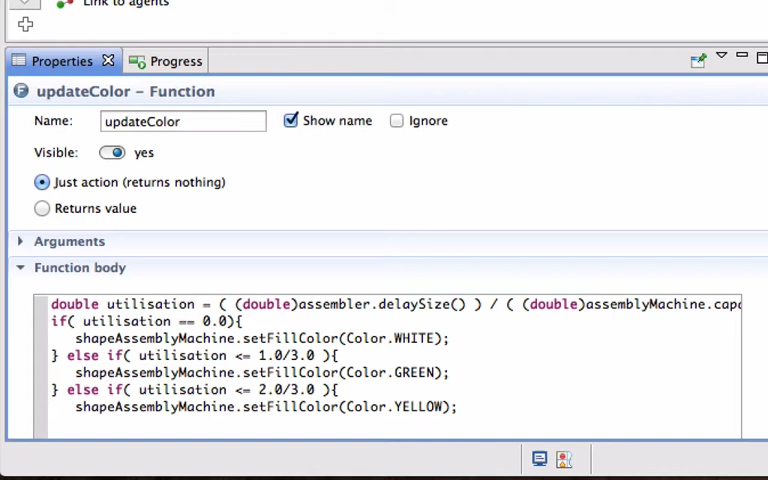 Link to agents
Properties Progress
updateColor - Function
Name: updateColor Show name Ignore
Visible: yes
Just action (returns nothing)
Returns value
Arguments
Function body
double utilisation = ( (double)assembler.delaySize() ) / ( (double)assemblyMachine.capa
if( utilisation == 0.0){
shapeAssemblyMachine.setFillColor(Color.WHITE);
} else if( utilisation <= 1.0/3.0 ){
shapeAssemblyMachine.setFillColor(Color.GREEN);
} else if( utilisation <= 2.0/3.0 ){
shapeAssemblyMachine.setFillColor(Color.YELLOW);